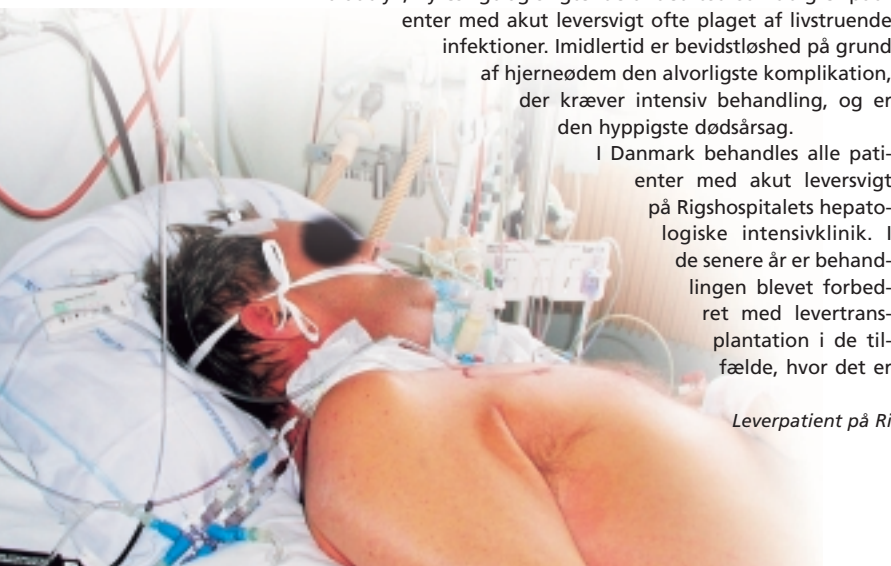 enter med akut leversvigt ofte plaget af livstruende
infektioner. Imidlertid er bevidstløshed på grund
af hjerneødem den alvorligste komplikation,
der kræver intensiv behandling, og er
den hyppigste dødsårsag.
I Danmark behandles alle pati-
enter med akut leversvigt
på Rigshospitalets hepato-
logiske intensivklinik. I
de senere år er behand-
lingen blevet forbed-
ret med levertrans-
plantation i de til-
fælde, hvor det er
Leverpatient på Ri